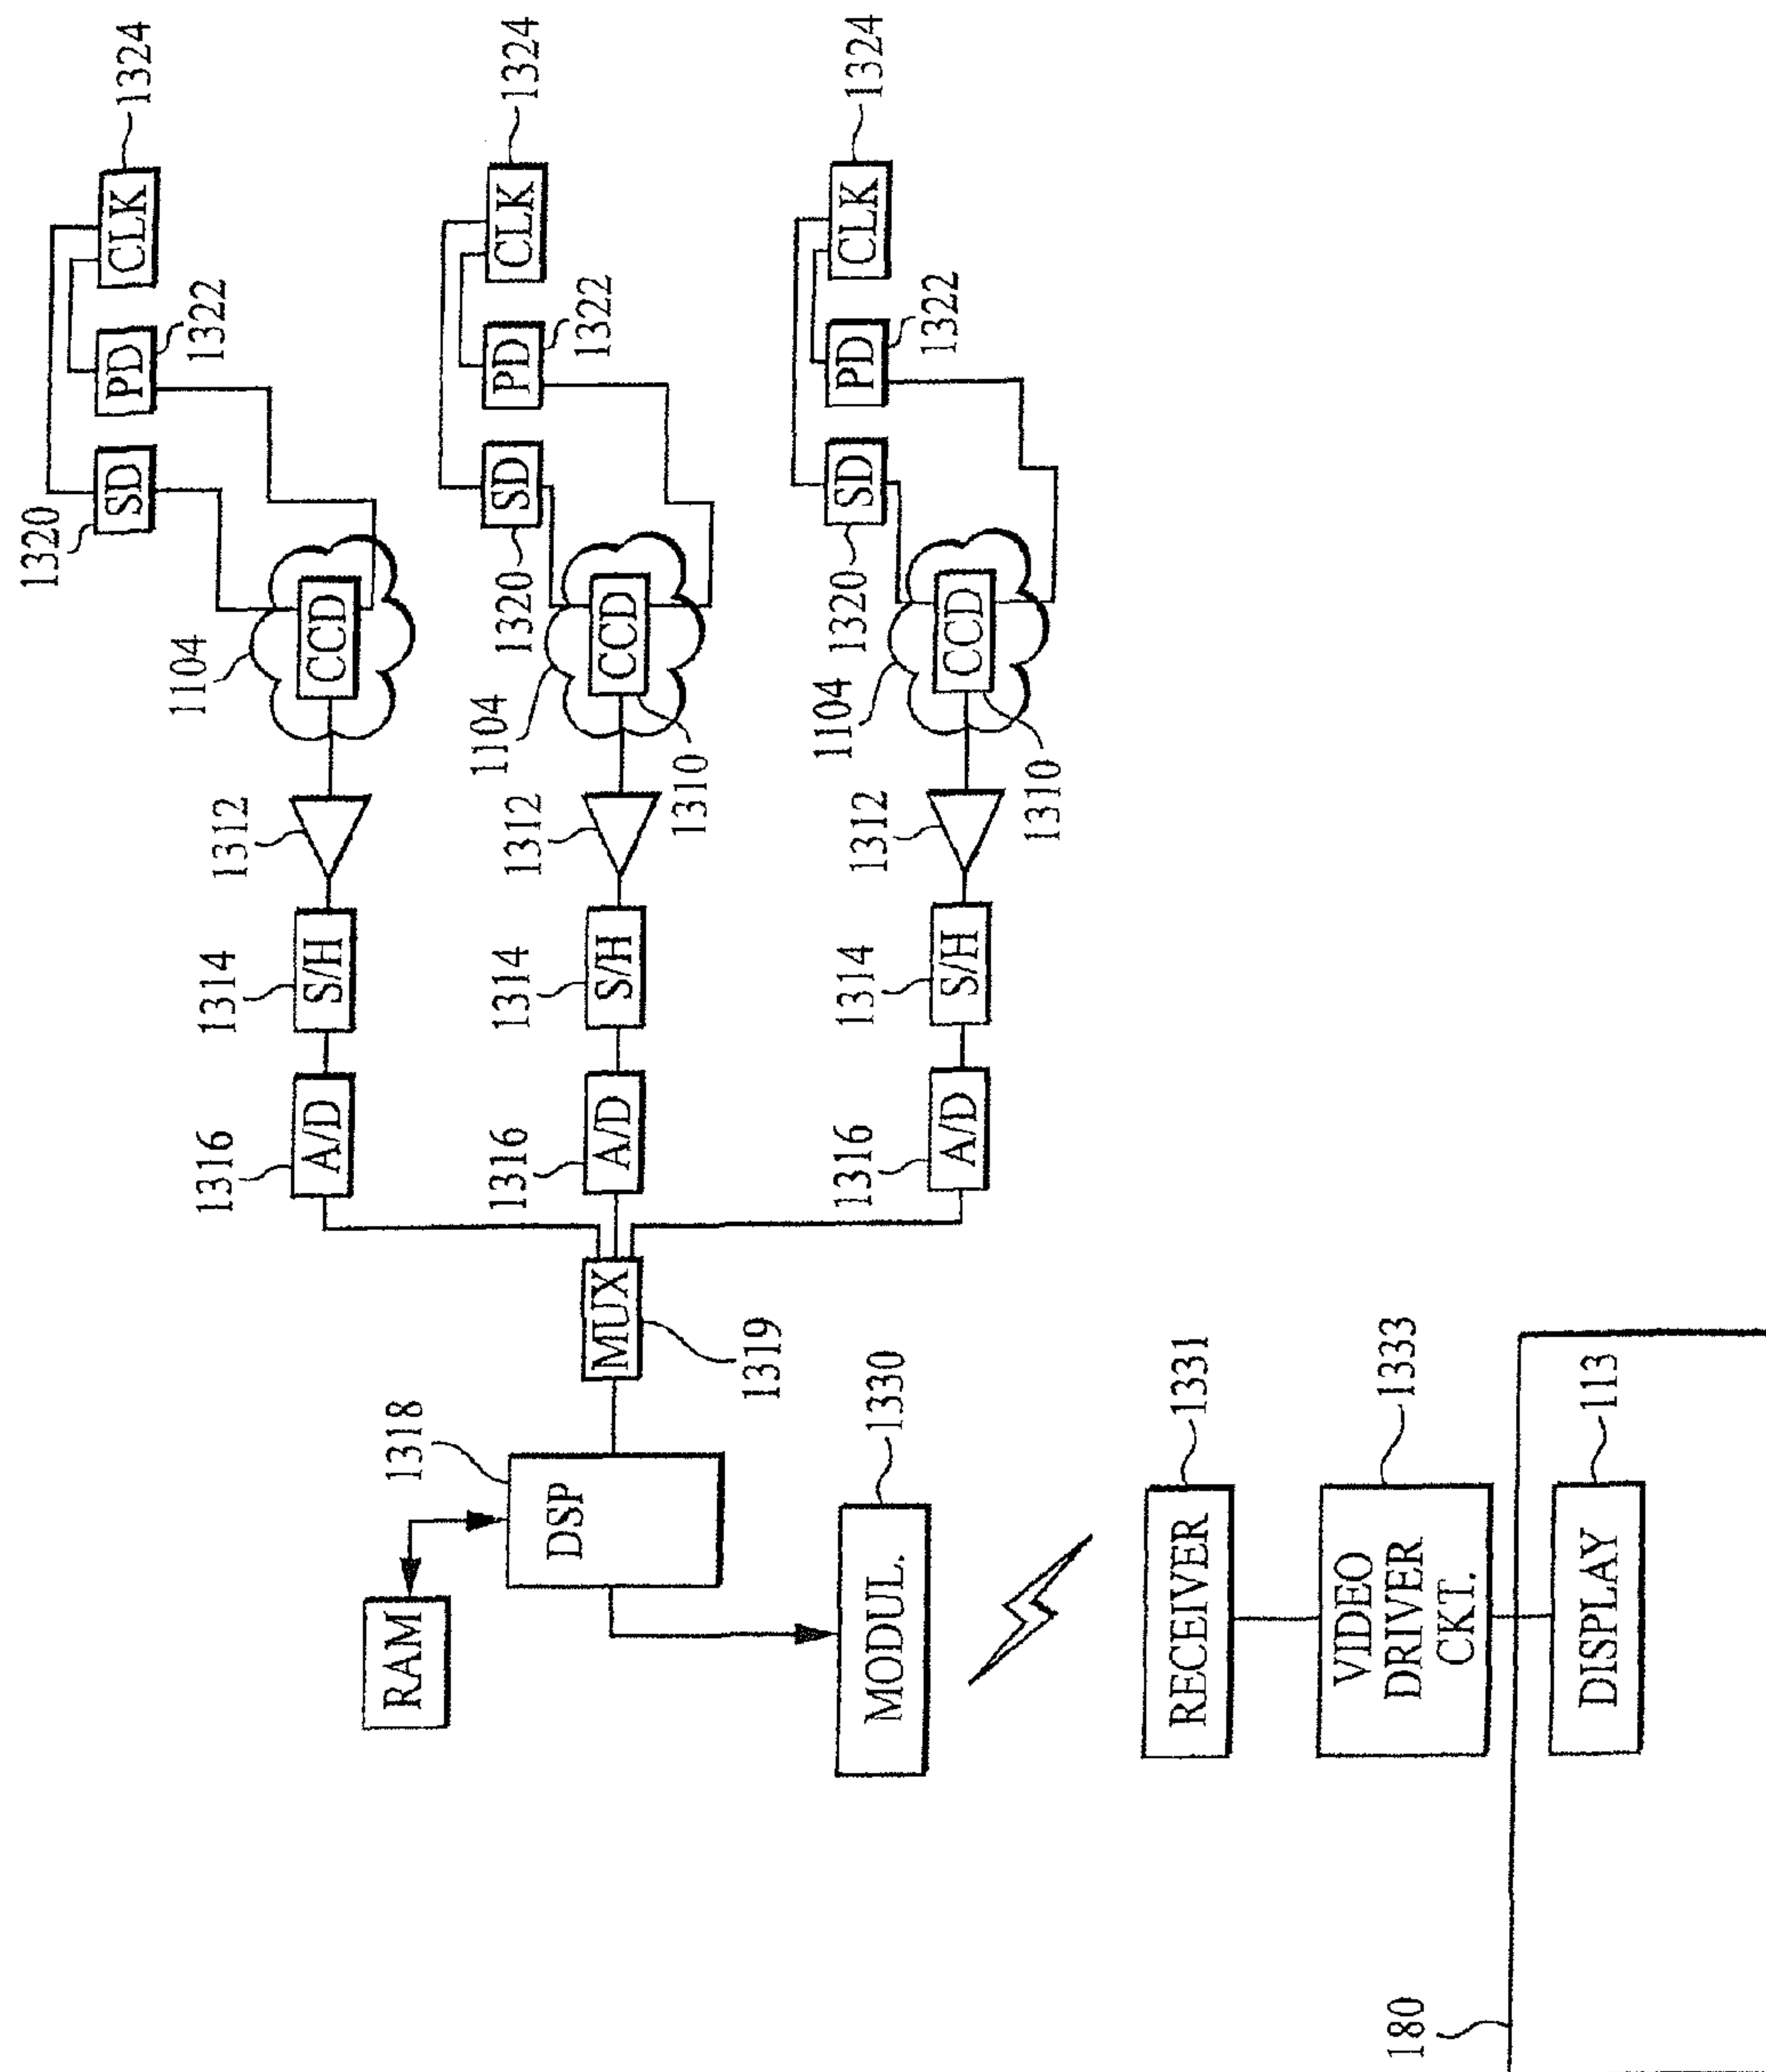 1320
SD
PD
1322
CLK
1324
1316
1314
1312
1104
A/D
S/H
CCD
RAM
1318
DSP
MUX
1319
1316
1314
1312
1104
1320
SD
PD
1322
CLK
1324
A/D
S/H
CCD
1310
MODUL.
1330
1316
1314
1312
1104
1320
SD
PD
1322
CLK
1324
A/D
S/H
CCD
1310
RECEIVER
1331
VIDEO
DRIVER
CKT.
1333
180
DISPLAY
113